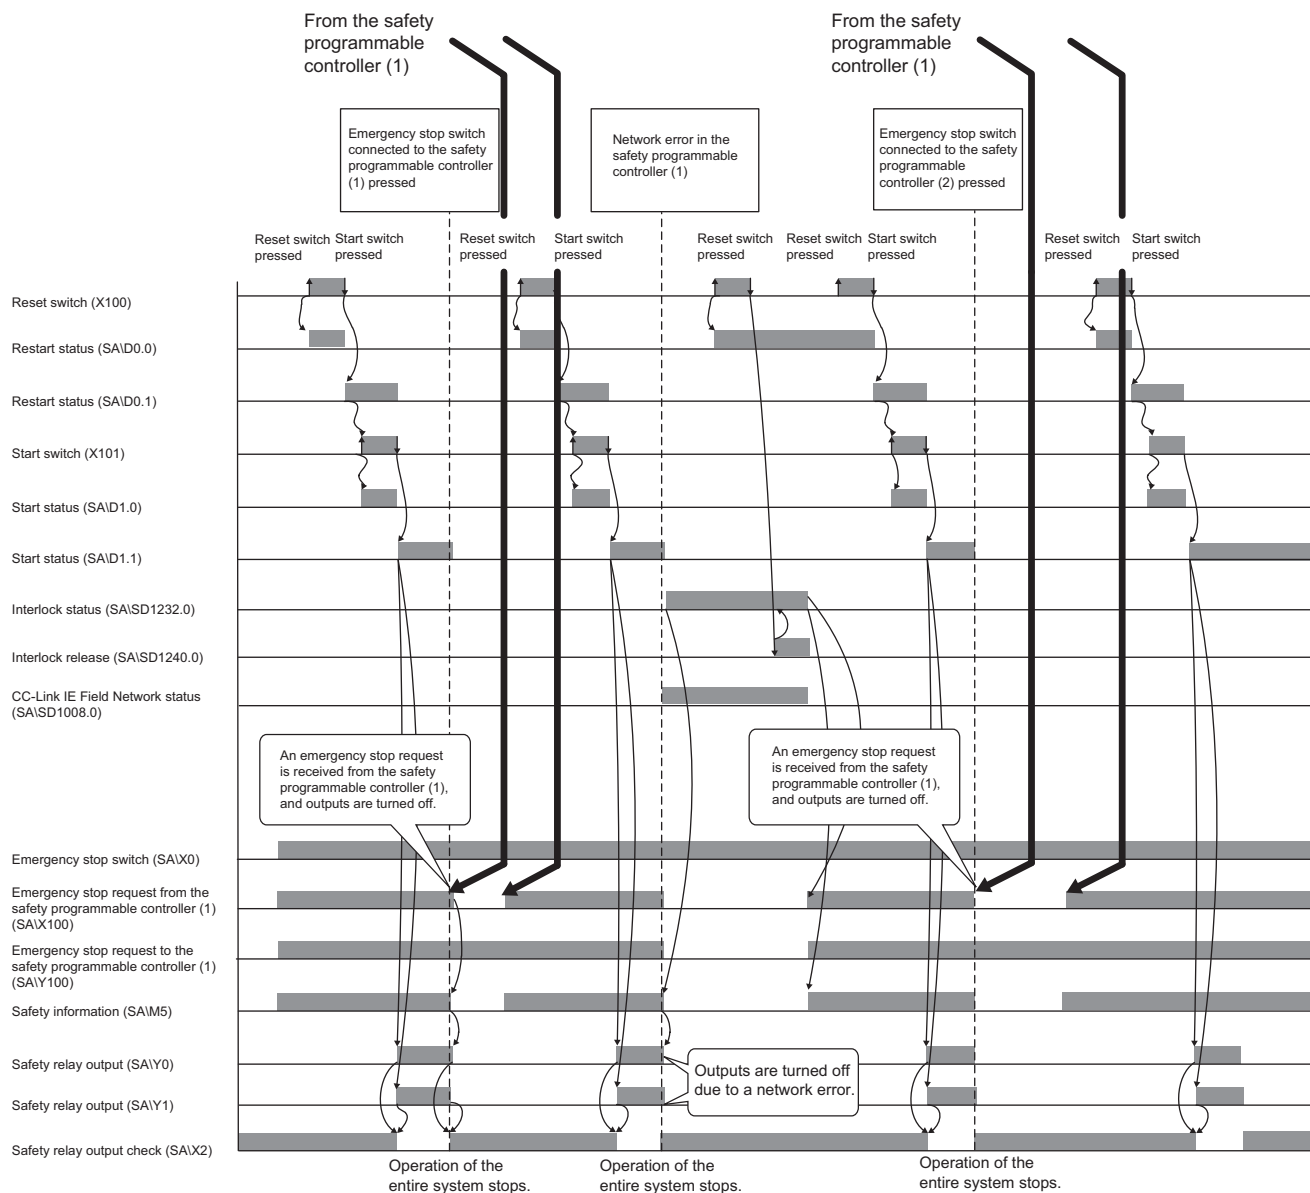 From the safety
programmable
controller (1)
From the safety
programmable
controller (1)
Emergency stop switch
connected to the safety
programmable controller
(1) pressed
Network error in the
safety programmable
controller (1)
Emergency stop switch
connected to the safety
programmable
controller (2) pressed
Reset switch
pressed
Start switch
pressed
Reset switch
pressed
Start switch
pressed
Reset switch
pressed
Reset switch
pressed
Start switch
pressed
Reset switch
pressed
Start switch
pressed
Reset switch (X100)
Restart status (SA\D0.0)
Restart status (SA\D0.1)
Start switch (X101)
Start status (SA\D1.0)
Start status (SA\D1.1)
Interlock status (SA\SD1232.0)
Interlock release (SA\SD1240.0)
CC-Link IE Field Network status
(SA\SD1008.0)
An emergency stop request
is received from the safety
programmable controller (1),
and outputs are turned off.
An emergency stop request
is received from the safety
programmable controller (1),
and outputs are turned off.
Emergency stop switch (SA\X0)
Emergency stop request from the
safety programmable controller (1)
(SA\X100)
Emergency stop request to the
safety programmable controller (1)
(SA\Y100)
Safety information (SA\M5)
Safety relay output (SA\Y0)
Outputs are turned off
due to a network error.
Safety relay output (SA\Y1)
Safety relay output check (SA\X2)
Operation of the
entire system stops.
Operation of the
entire system stops.
Operation of the
entire system stops.